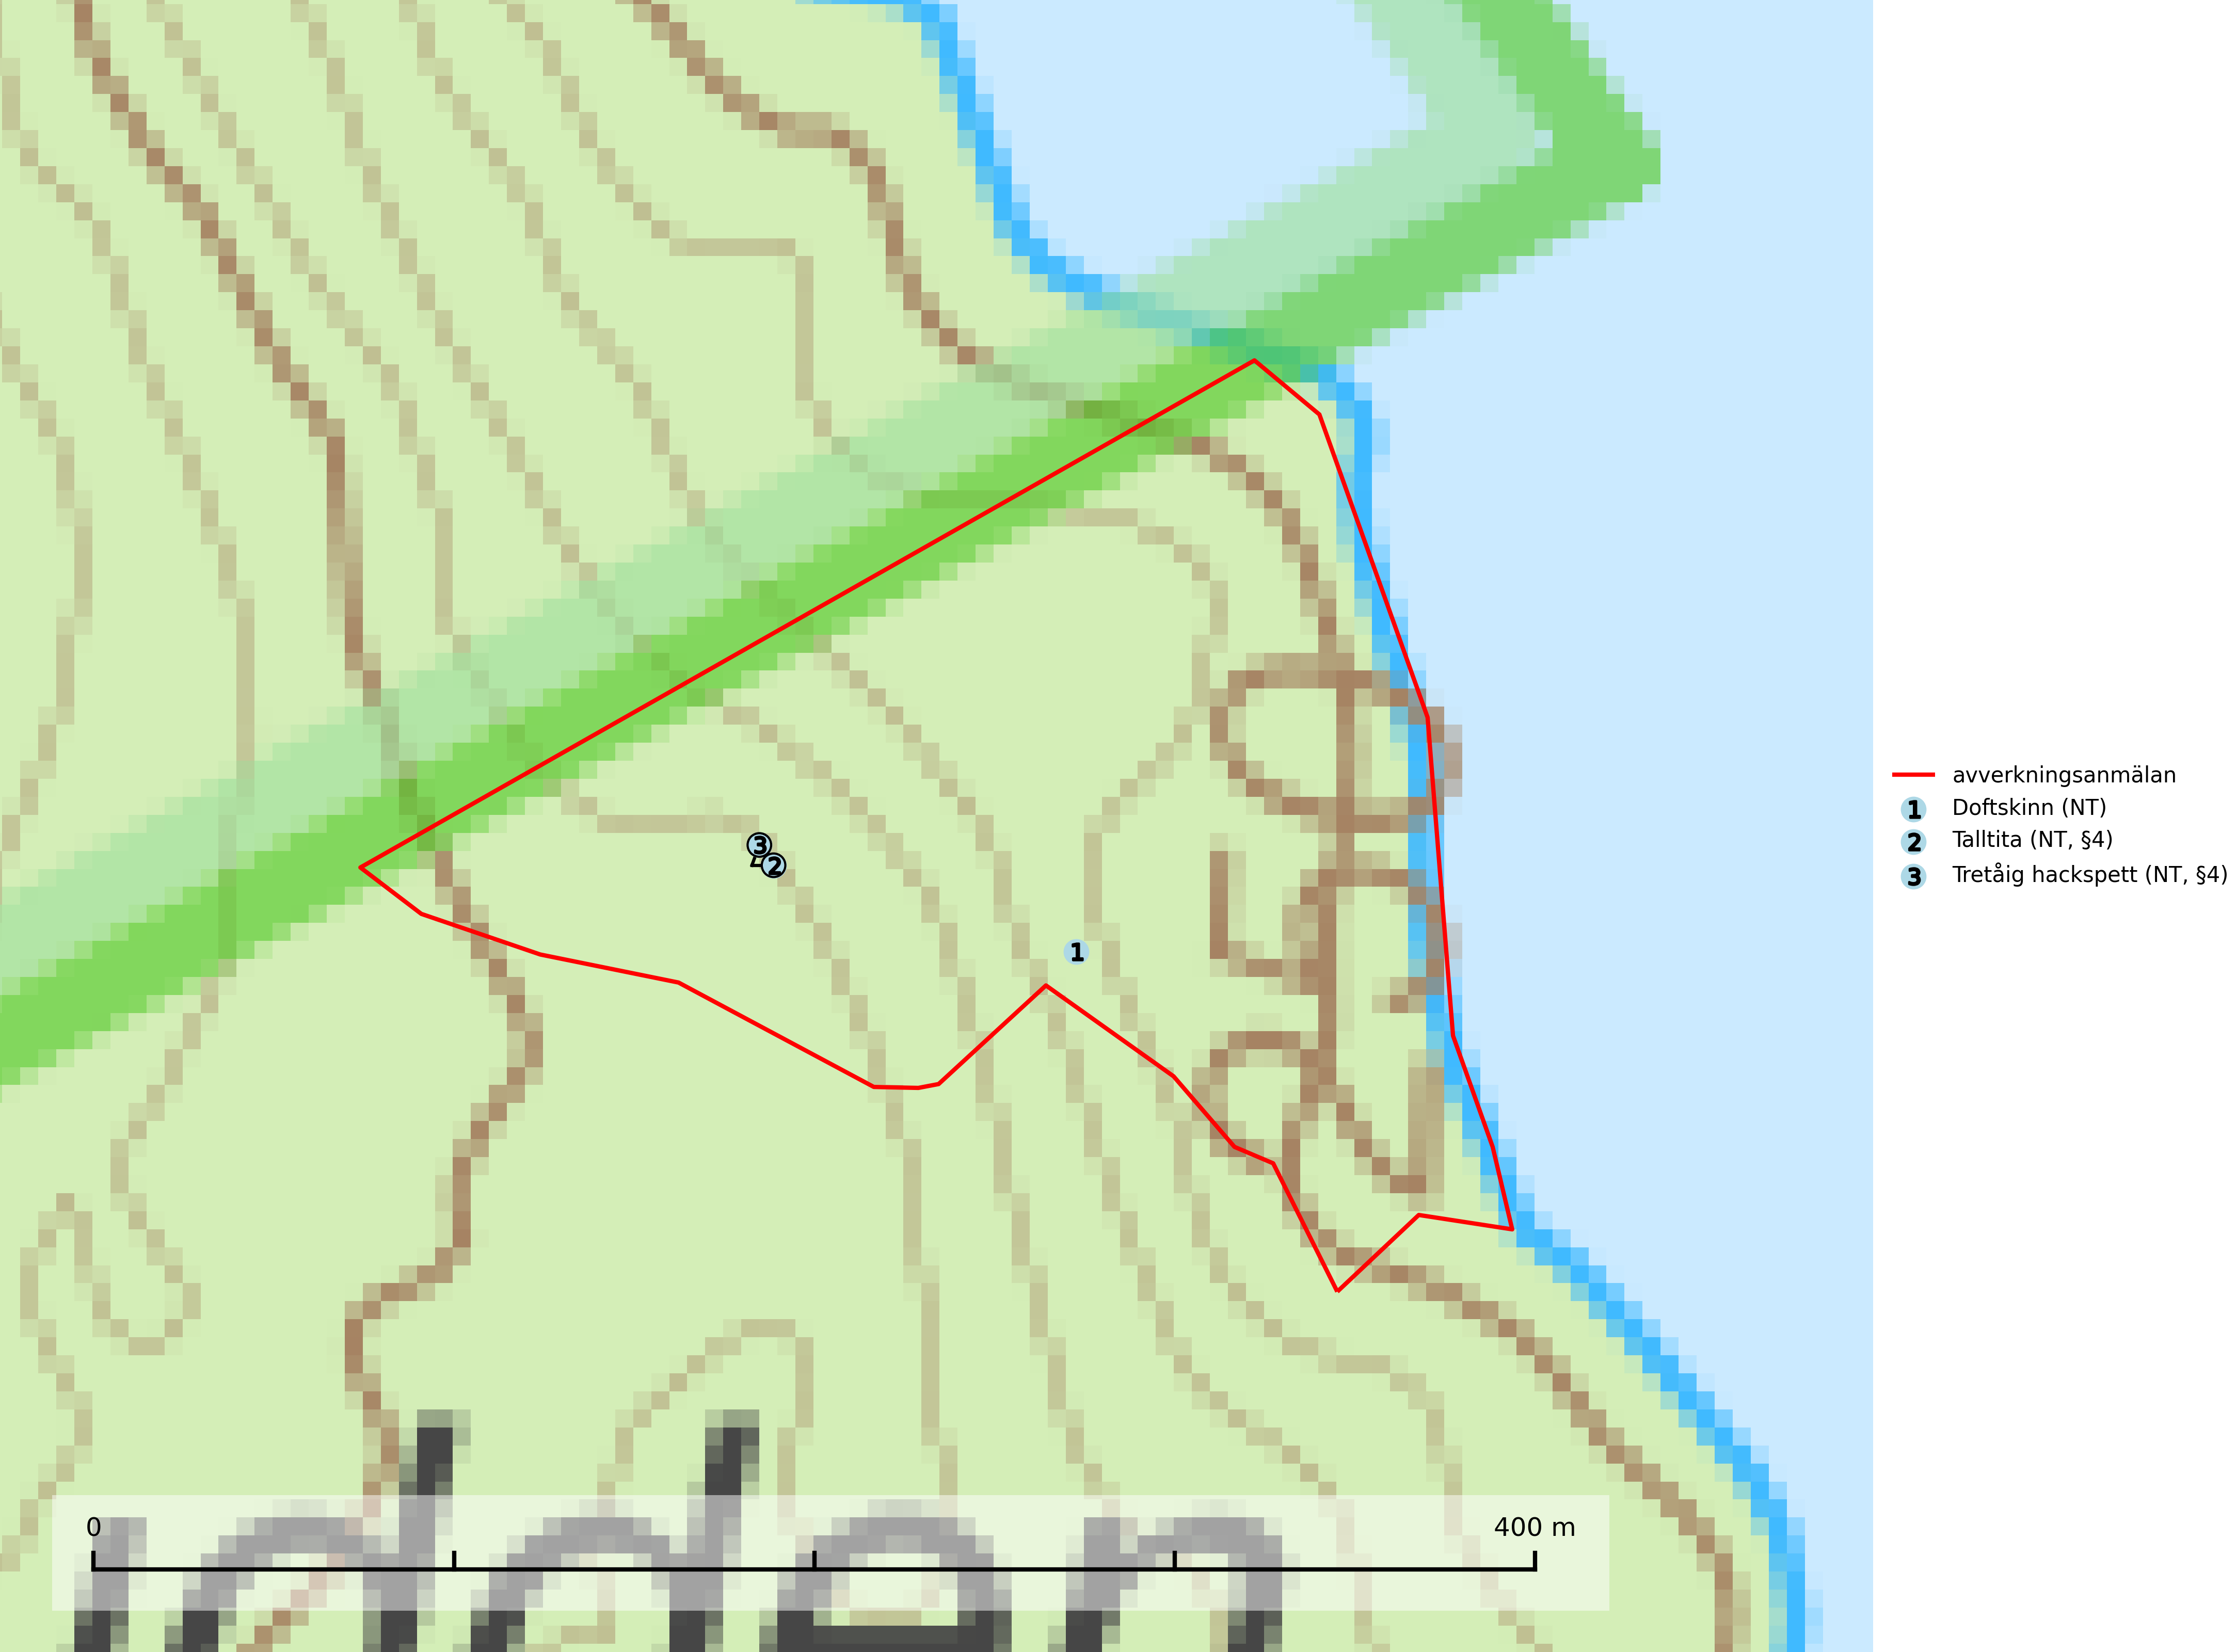 3
2
1
avverkningsanmälan
1 Doftskinn (NT)
2 Talltita (NT, §4)
3 Tretåig hackspett (NT, §4)
0 400 m